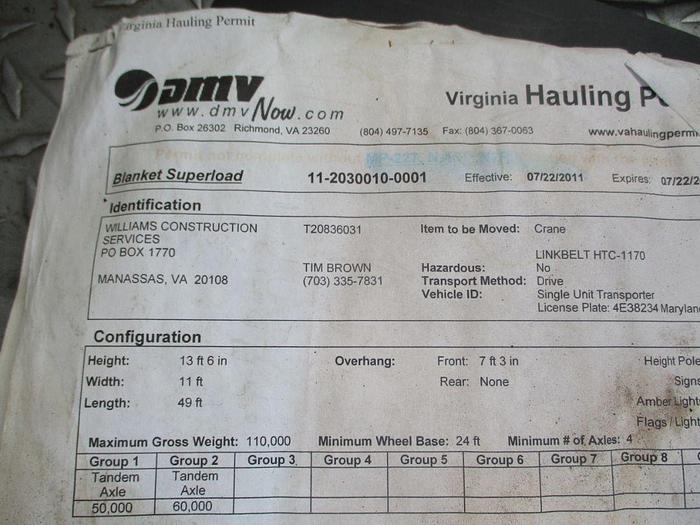 Virginia Hauling Permit
DMV
www.dmvNow.com
Virginia Hauling
P.O. Box 26302 Richmond, VA 23260 (804) 497-7135 Fax: (804) 367-0063 www.vahaulingperm
Permit not complete without
Blanket Superload 11-2030010-0001 Effective: 07/22/2011 Expires: 07/22/2
Identification
WILLIAMS CONSTRUCTION T20836031 Item to be Moved: Crane
SERVICES
PO BOX 1770 LINKBELT HTC-1170
TIM BROWN Hazardous: No
MANASSAS, VA 20108 (703) 335-7831 Transport Method: Drive
Vehicle ID: Single Unit Transporter
License Plate: 4E38234 Marylan
Configuration
Height: 13 ft 6 in Overhang: Front: 7 ft 3 in Height Pole
Width: 11 ft Rear: None Signs
Length: 49 ft Amber Light
Flags / Light
Maximum Gross Weight: 110,000 Minimum Wheel Base: 24 ft Minimum # of Axles: 4
Group 1 Group 2 Group 3 Group 4 Group 5 Group 6 Group 7 Group 8
Tandem Tandem
Axle Axle
50,000 60,000